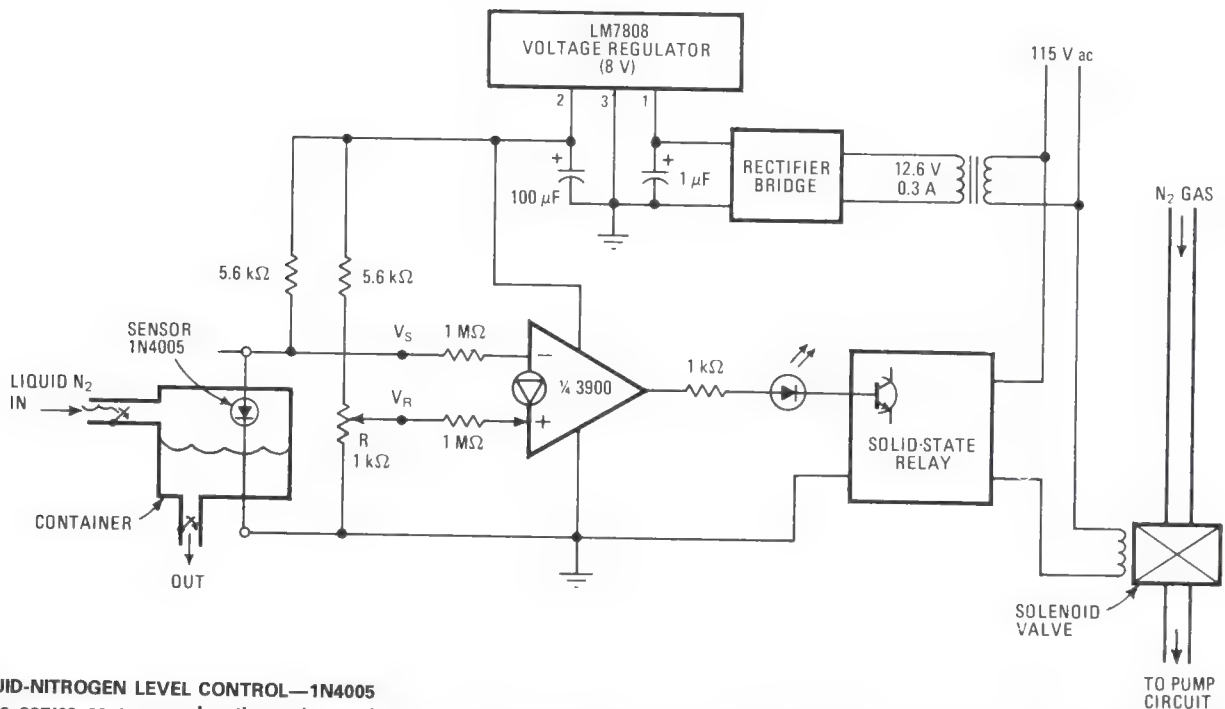 LM7808
VOLTAGE REGULATOR
(8 V)
2
3
1
115 V ac
+
100 µF
+
1 µF
RECTIFIER
BRIDGE
12.6 V
0.3 A
N₂ GAS
5.6 kΩ
5.6 kΩ
SENSOR
1N4005
V_S
1 MΩ
−
LIQUID N₂
IN
¼ 3900
1 kΩ
V_R
1 MΩ
+
R
1 kΩ
SOLID-STATE
RELAY
CONTAINER
OUT
SOLENOID
VALVE
TO PUMP
CIRCUIT
UID-NITROGEN LEVEL CONTROL—1N4005